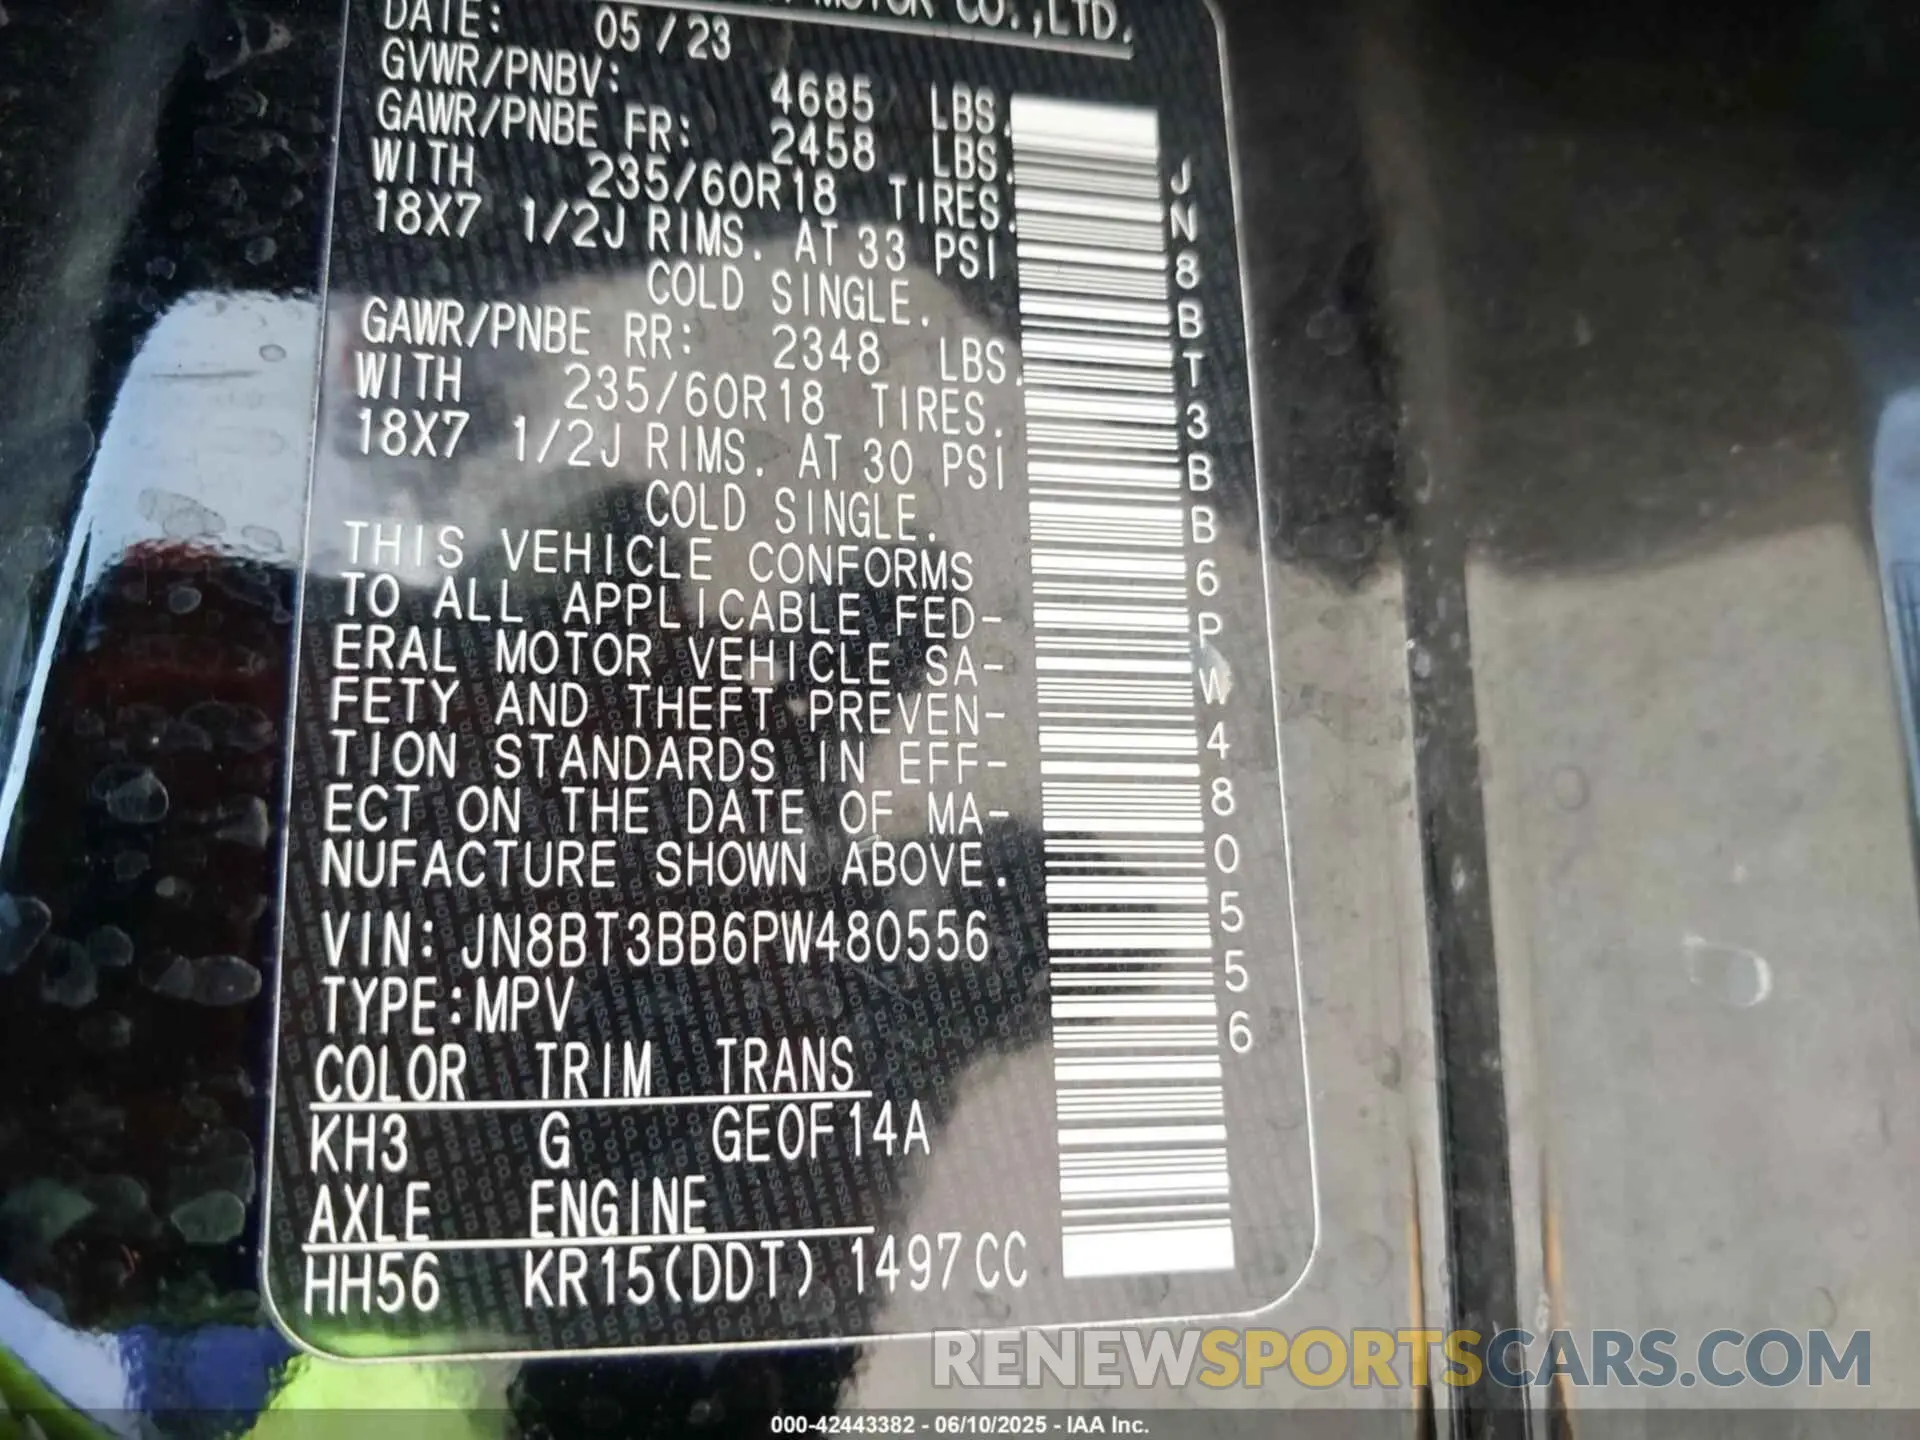 MOTOR CO.,LTD.
DATE: 05/23
GVWR/PNBV: 4685 LBS.
GAWR/PNBE FR: 2458 LBS.
WITH 235/60R18 TIRES.
18X7 1/2J RIMS. AT 33 PSI
COLD SINGLE.
GAWR/PNBE RR: 2348 LBS.
WITH 235/60R18 TIRES.
18X7 1/2J RIMS. AT 30 PSI
COLD SINGLE.
THIS VEHICLE CONFORMS
TO ALL APPLICABLE FED-
ERAL MOTOR VEHICLE SA-
FETY AND THEFT PREVEN-
TION STANDARDS IN EFF-
ECT ON THE DATE OF MA-
NUFACTURE SHOWN ABOVE.
VIN: JN8BT3BB6PW480556
TYPE:MPV
COLOR TRIM TRANS
KH3 G GE0F14A
AXLE ENGINE
HH56 KR15(DDT) 1497CC
JN8BT3BB6PW480556
RENEWSPORTSCARS.COM
000-42443382 - 06/10/2025 - IAA Inc.